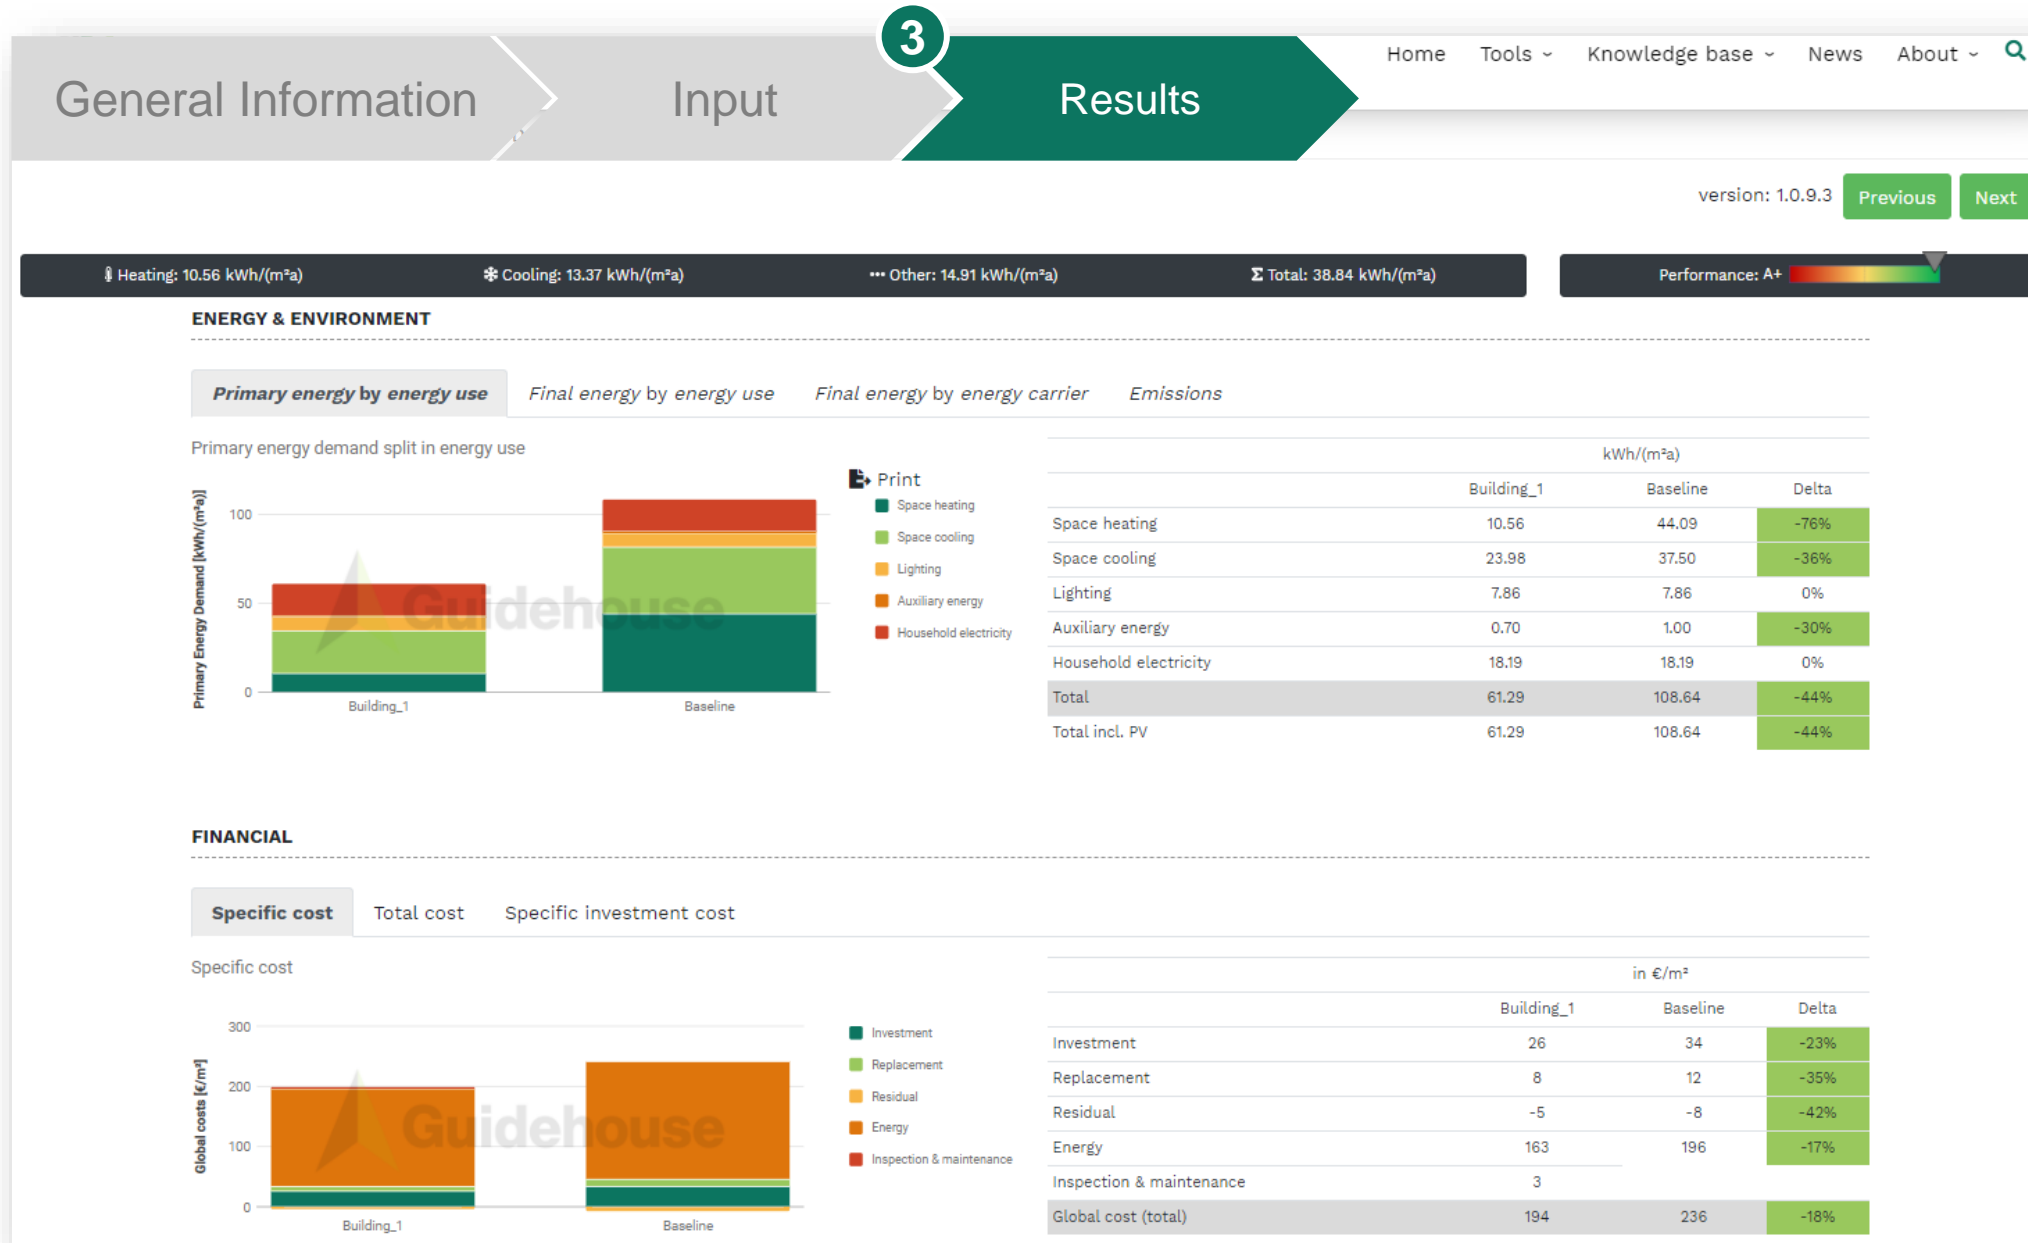 3
General Information
Input
Results
Home Tools Knowledge base News About
version: 1.0.9.3 Previous Next
Heating: 10.56 kWh/(m²a) Cooling: 13.37 kWh/(m²a) ••• Other: 14.91 kWh/(m²a) Σ Total: 38.84 kWh/(m²a) Performance: A+
ENERGY & ENVIRONMENT
Primary energy by energy use Final energy by energy use Final energy by energy carrier Emissions
Primary energy demand split in energy use
Primary Energy Demand [kWh/(m²a)]
100
50
0
Building_1 Baseline
Guidehouse
Print
Space heating
Space cooling
Lighting
Auxiliary energy
Household electricity
kWh/(m²a)
Building_1 Baseline Delta
Space heating 10.56 44.09 -76%
Space cooling 23.98 37.50 -36%
Lighting 7.86 7.86 0%
Auxiliary energy 0.70 1.00 -30%
Household electricity 18.19 18.19 0%
Total 61.29 108.64 -44%
Total incl. PV 61.29 108.64 -44%
FINANCIAL
Specific cost Total cost Specific investment cost
Specific cost
Global costs [€/m²]
300
200
100
0
Building_1 Baseline
Guidehouse
Investment
Replacement
Residual
Energy
Inspection & maintenance
in €/m²
Building_1 Baseline Delta
Investment 26 34 -23%
Replacement 8 12 -35%
Residual -5 -8 -42%
Energy 163 196 -17%
Inspection & maintenance 3
Global cost (total) 194 236 -18%